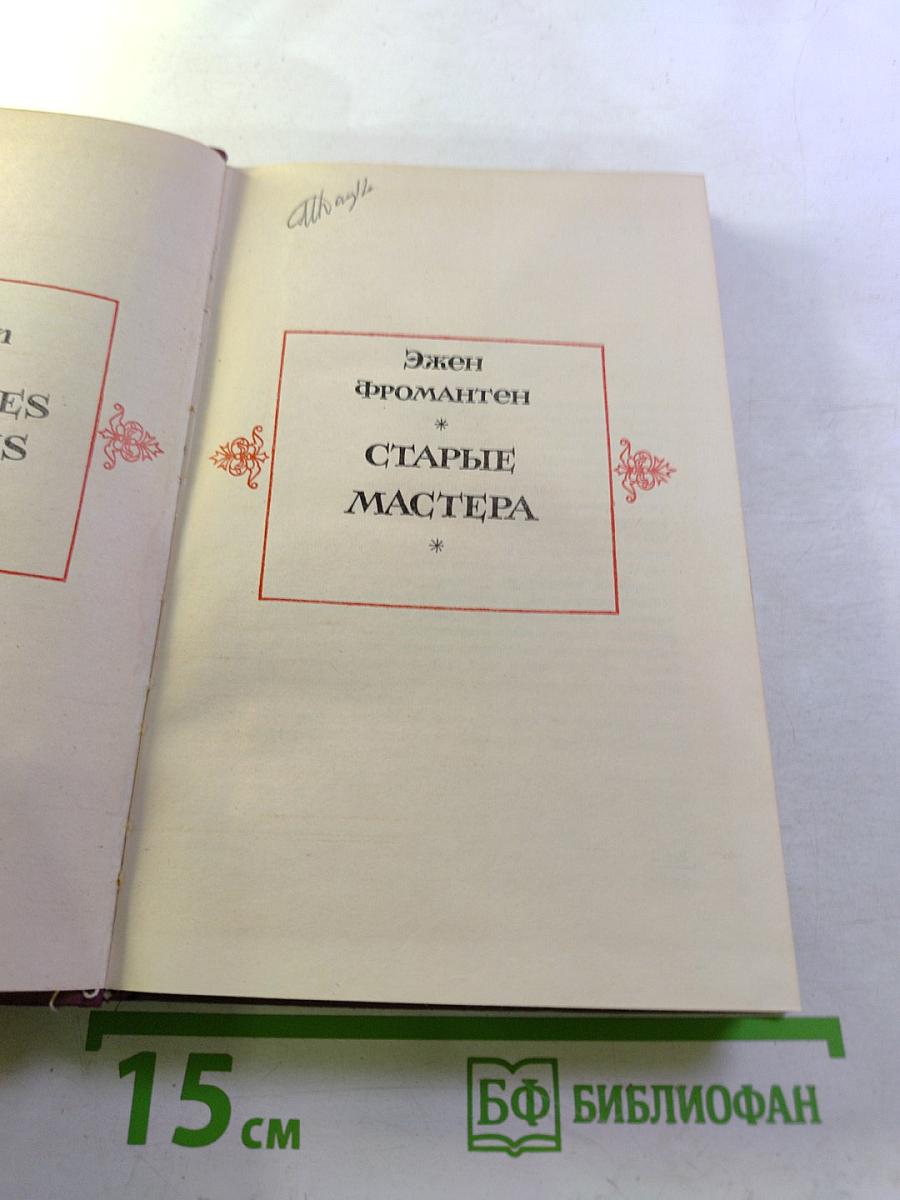 ES
Эжен
Фромантен
*
СТАРЫЕ
МАСТЕРА
*
15 см
БФ БИБЛИОФАН